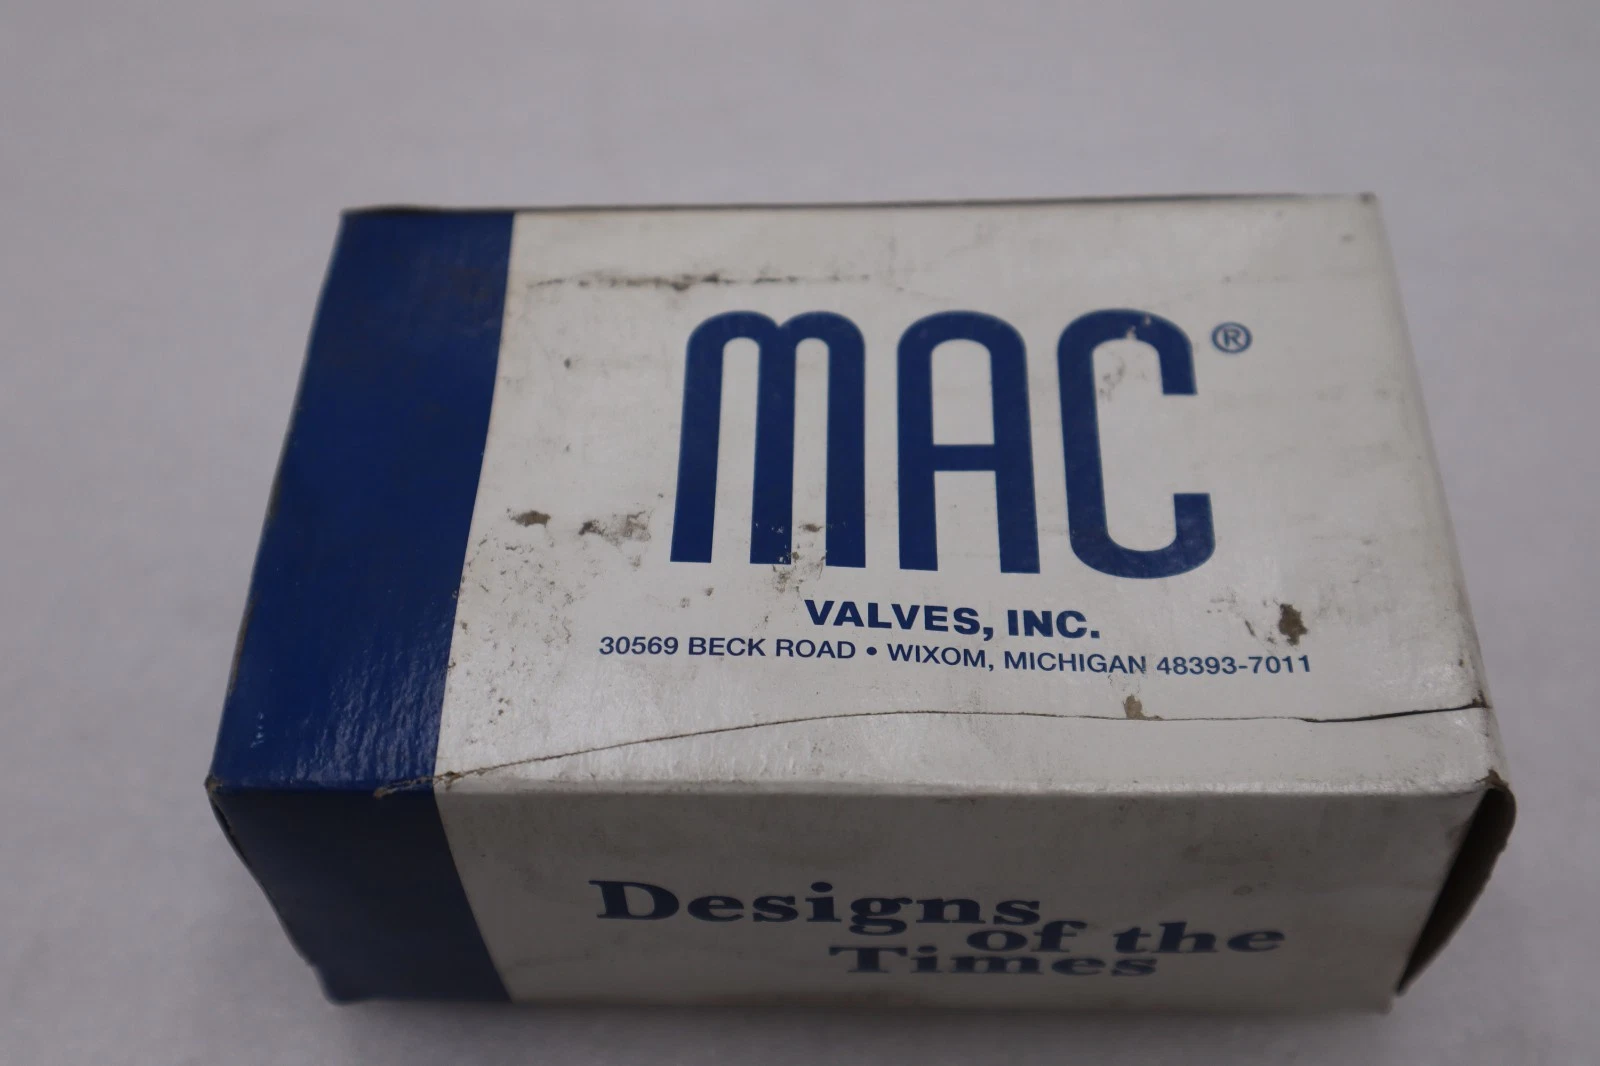 MAC®
VALVES, INC.
30569 BECK ROAD • WIXOM, MICHIGAN 48393-7011
Designs
of the
Times